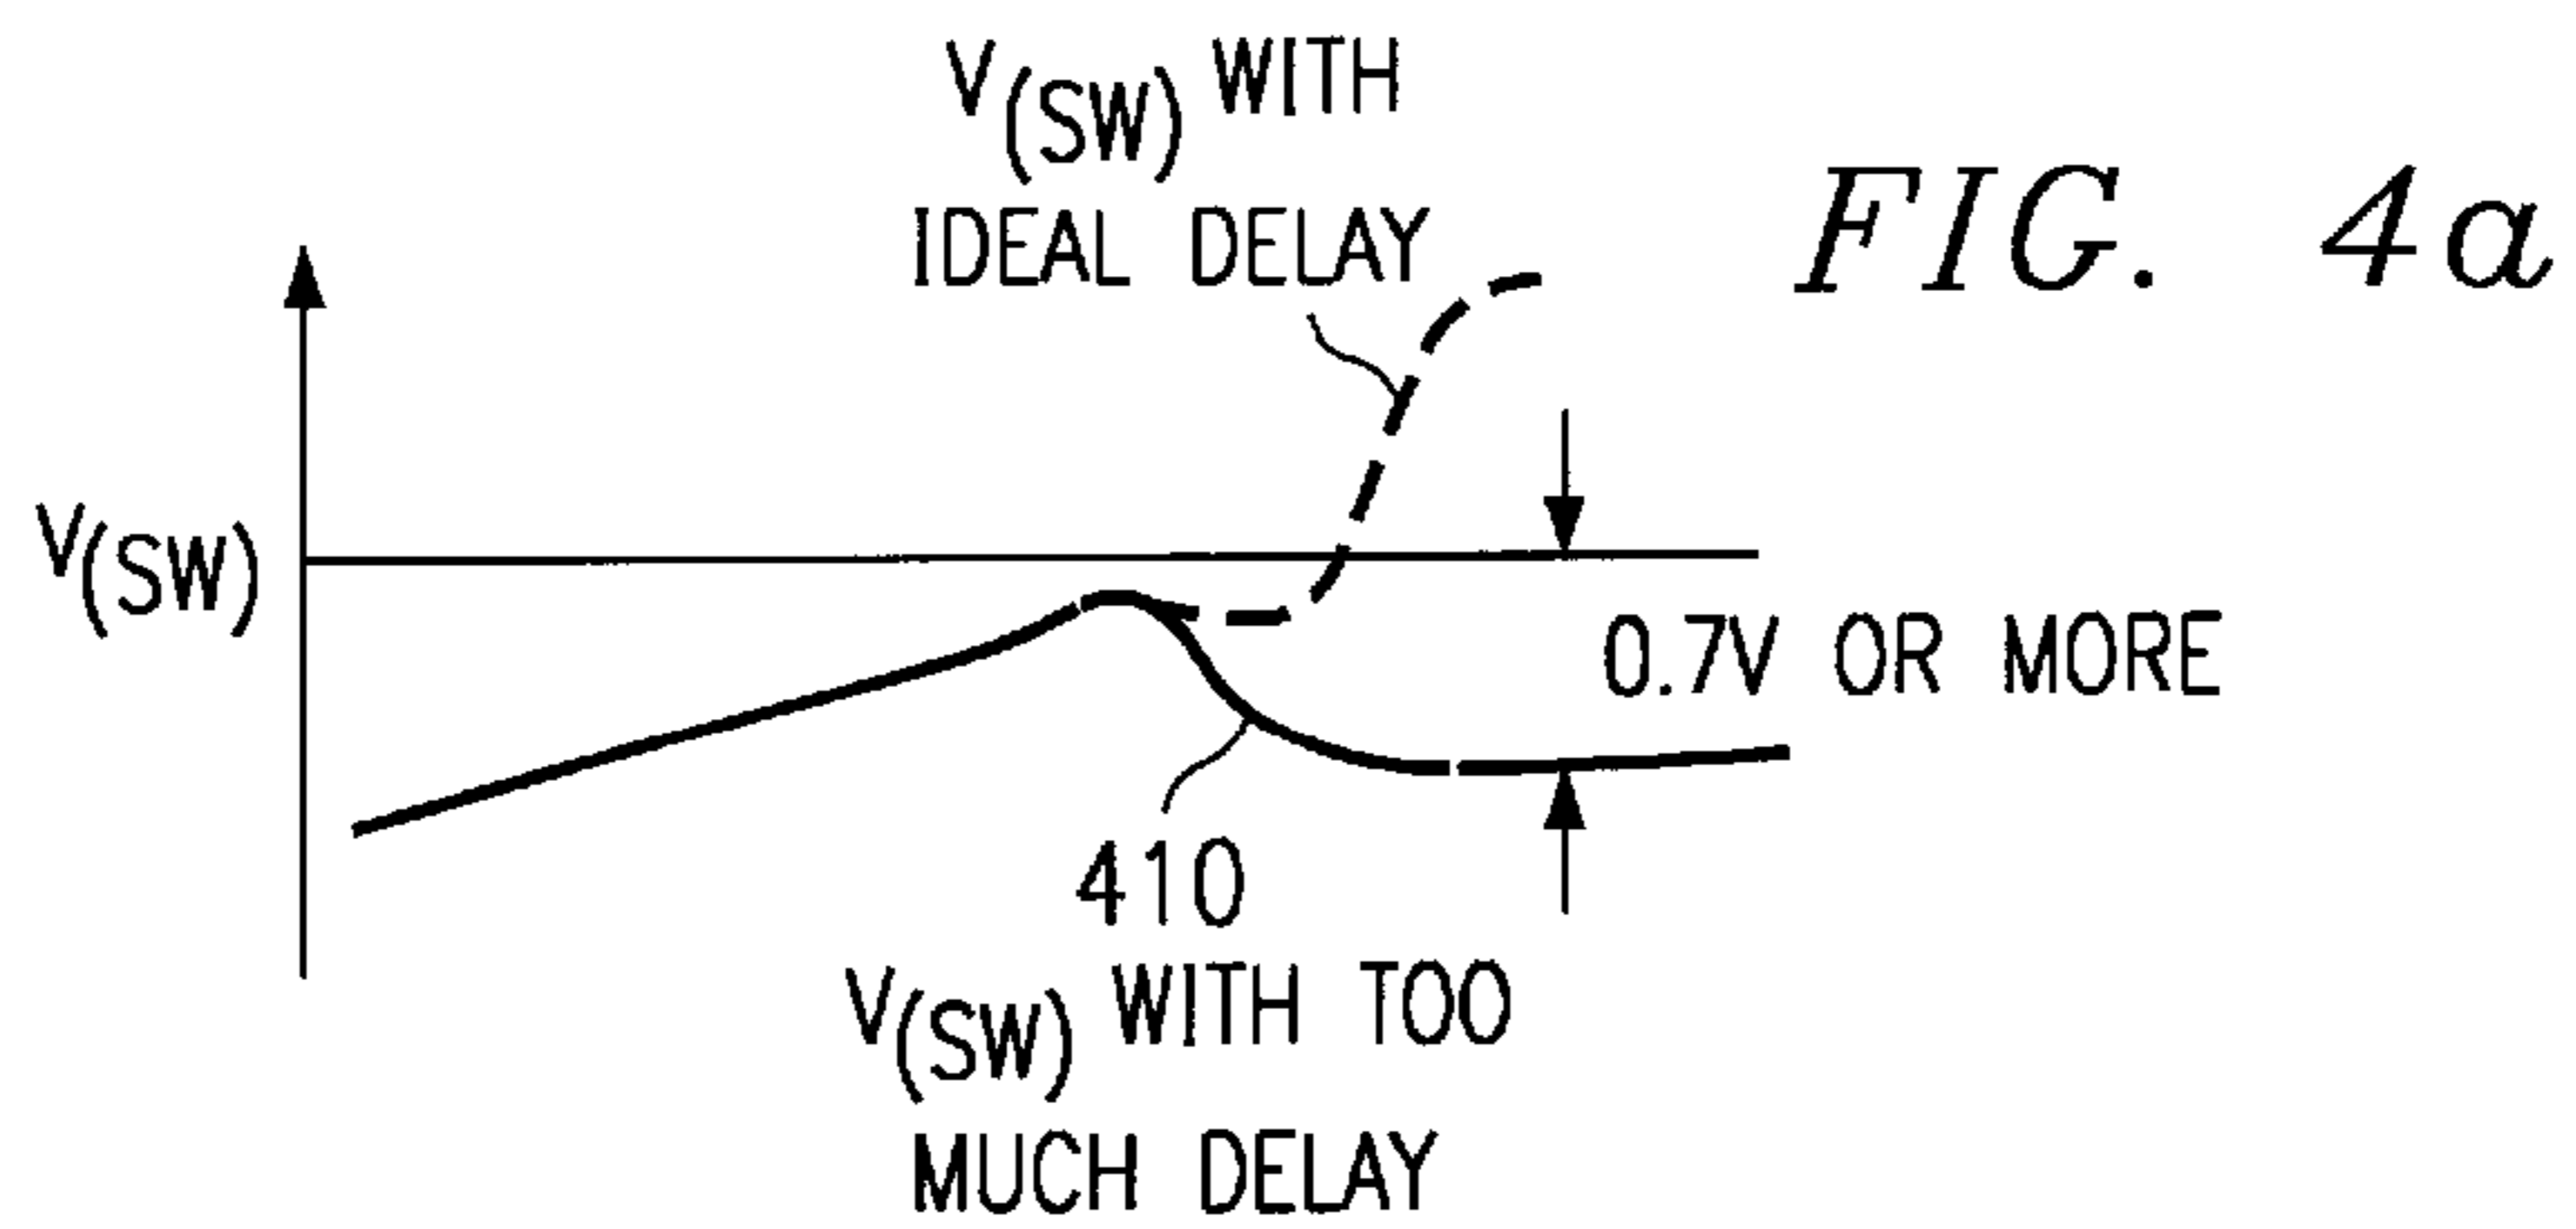 V(SW) WITH
IDEAL DELAY
FIG. 4a
V(SW)
0.7V OR MORE
410
V(SW) WITH TOO
MUCH DELAY